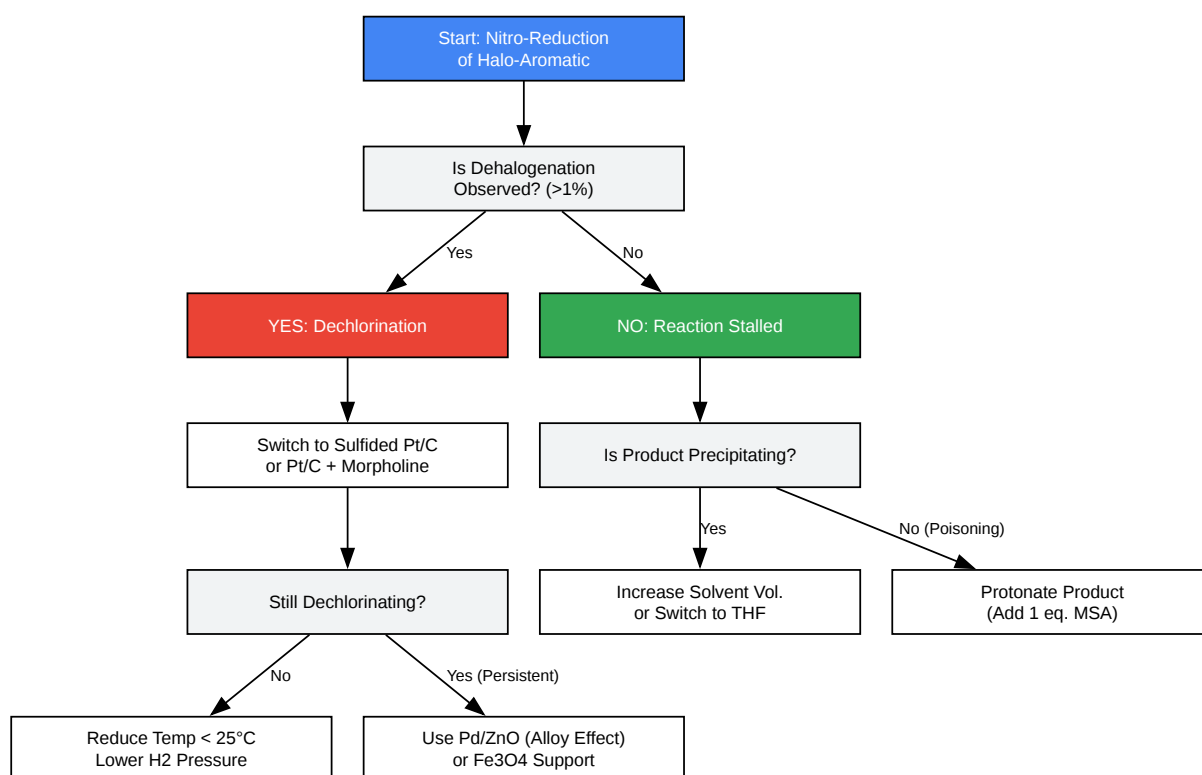 Start: Nitro-Reduction
of Halo-Aromatic
Is Dehalogenation
Observed? (>1%)
Yes
No
YES: Dechlorination
NO: Reaction Stalled
Switch to Sulfided Pt/C
or Pt/C + Morpholine
Is Product Precipitating?
Yes
No (Poisoning)
Still Dechlorinating?
Increase Solvent Vol.
or Switch to THF
Protonate Product
(Add 1 eq. MSA)
No
Yes (Persistent)
Reduce Temp < 25°C
Lower H2 Pressure
Use Pd/ZnO (Alloy Effect)
or Fe3O4 Support